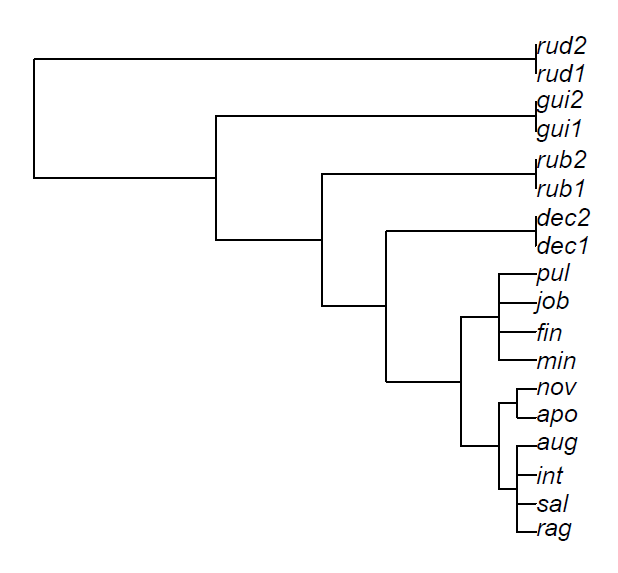 rud2
rud1
gui2
gui1
rub2
rub1
dec2
dec1
pul
job
fin
min
nov
apo
aug
int
sal
rag